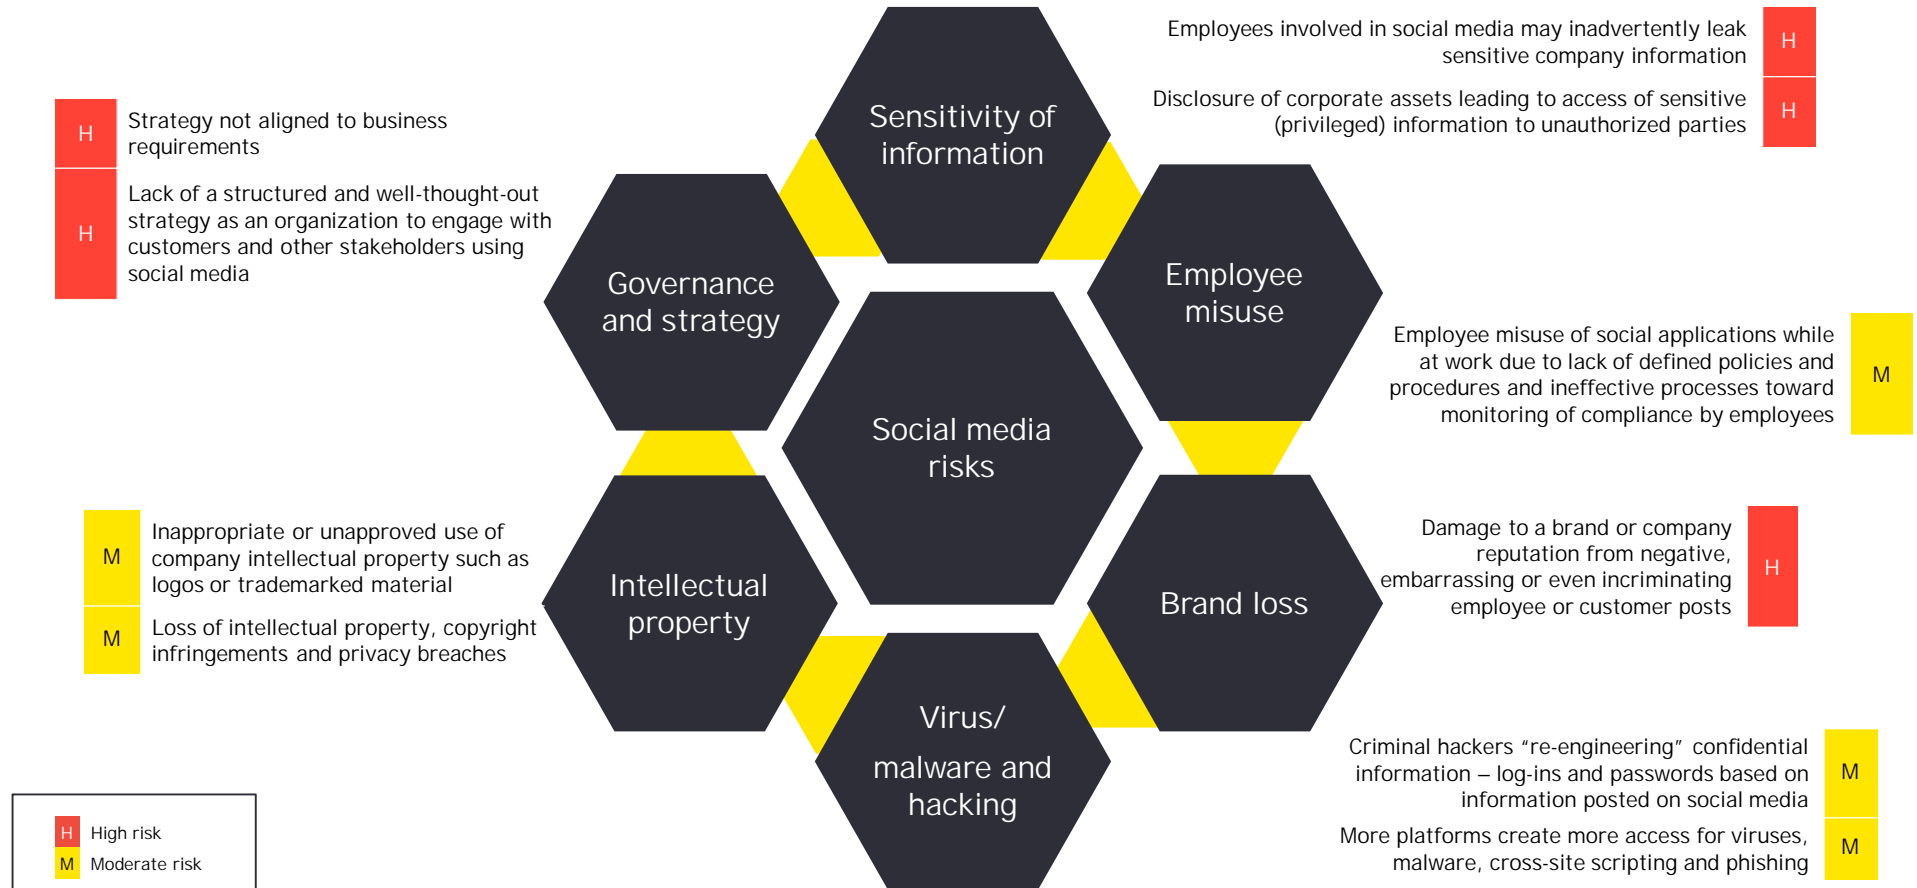 Sensitivity of
information
Employees involved in social media may inadvertently leak
sensitive company information
H
Disclosure of corporate assets leading to access of sensitive
(privileged) information to unauthorized parties
H
H
Strategy not aligned to business
requirements
H
Lack of a structured and well-thought-out
strategy as an organization to engage with
customers and other stakeholders using
social media
Governance
and strategy
Employee
misuse
Employee misuse of social applications while
at work due to lack of defined policies and
procedures and ineffective processes toward
monitoring of compliance by employees
M
Social media
risks
M
Inappropriate or unapproved use of
company intellectual property such as
logos or trademarked material
M
Loss of intellectual property, copyright
infringements and privacy breaches
Intellectual
property
Brand loss
Damage to a brand or company
reputation from negative,
embarrassing or even incriminating
employee or customer posts
H
Virus/
malware and
hacking
Criminal hackers “re-engineering” confidential
information – log-ins and passwords based on
information posted on social media
M
More platforms create more access for viruses,
malware, cross-site scripting and phishing
M
H High risk
M Moderate risk